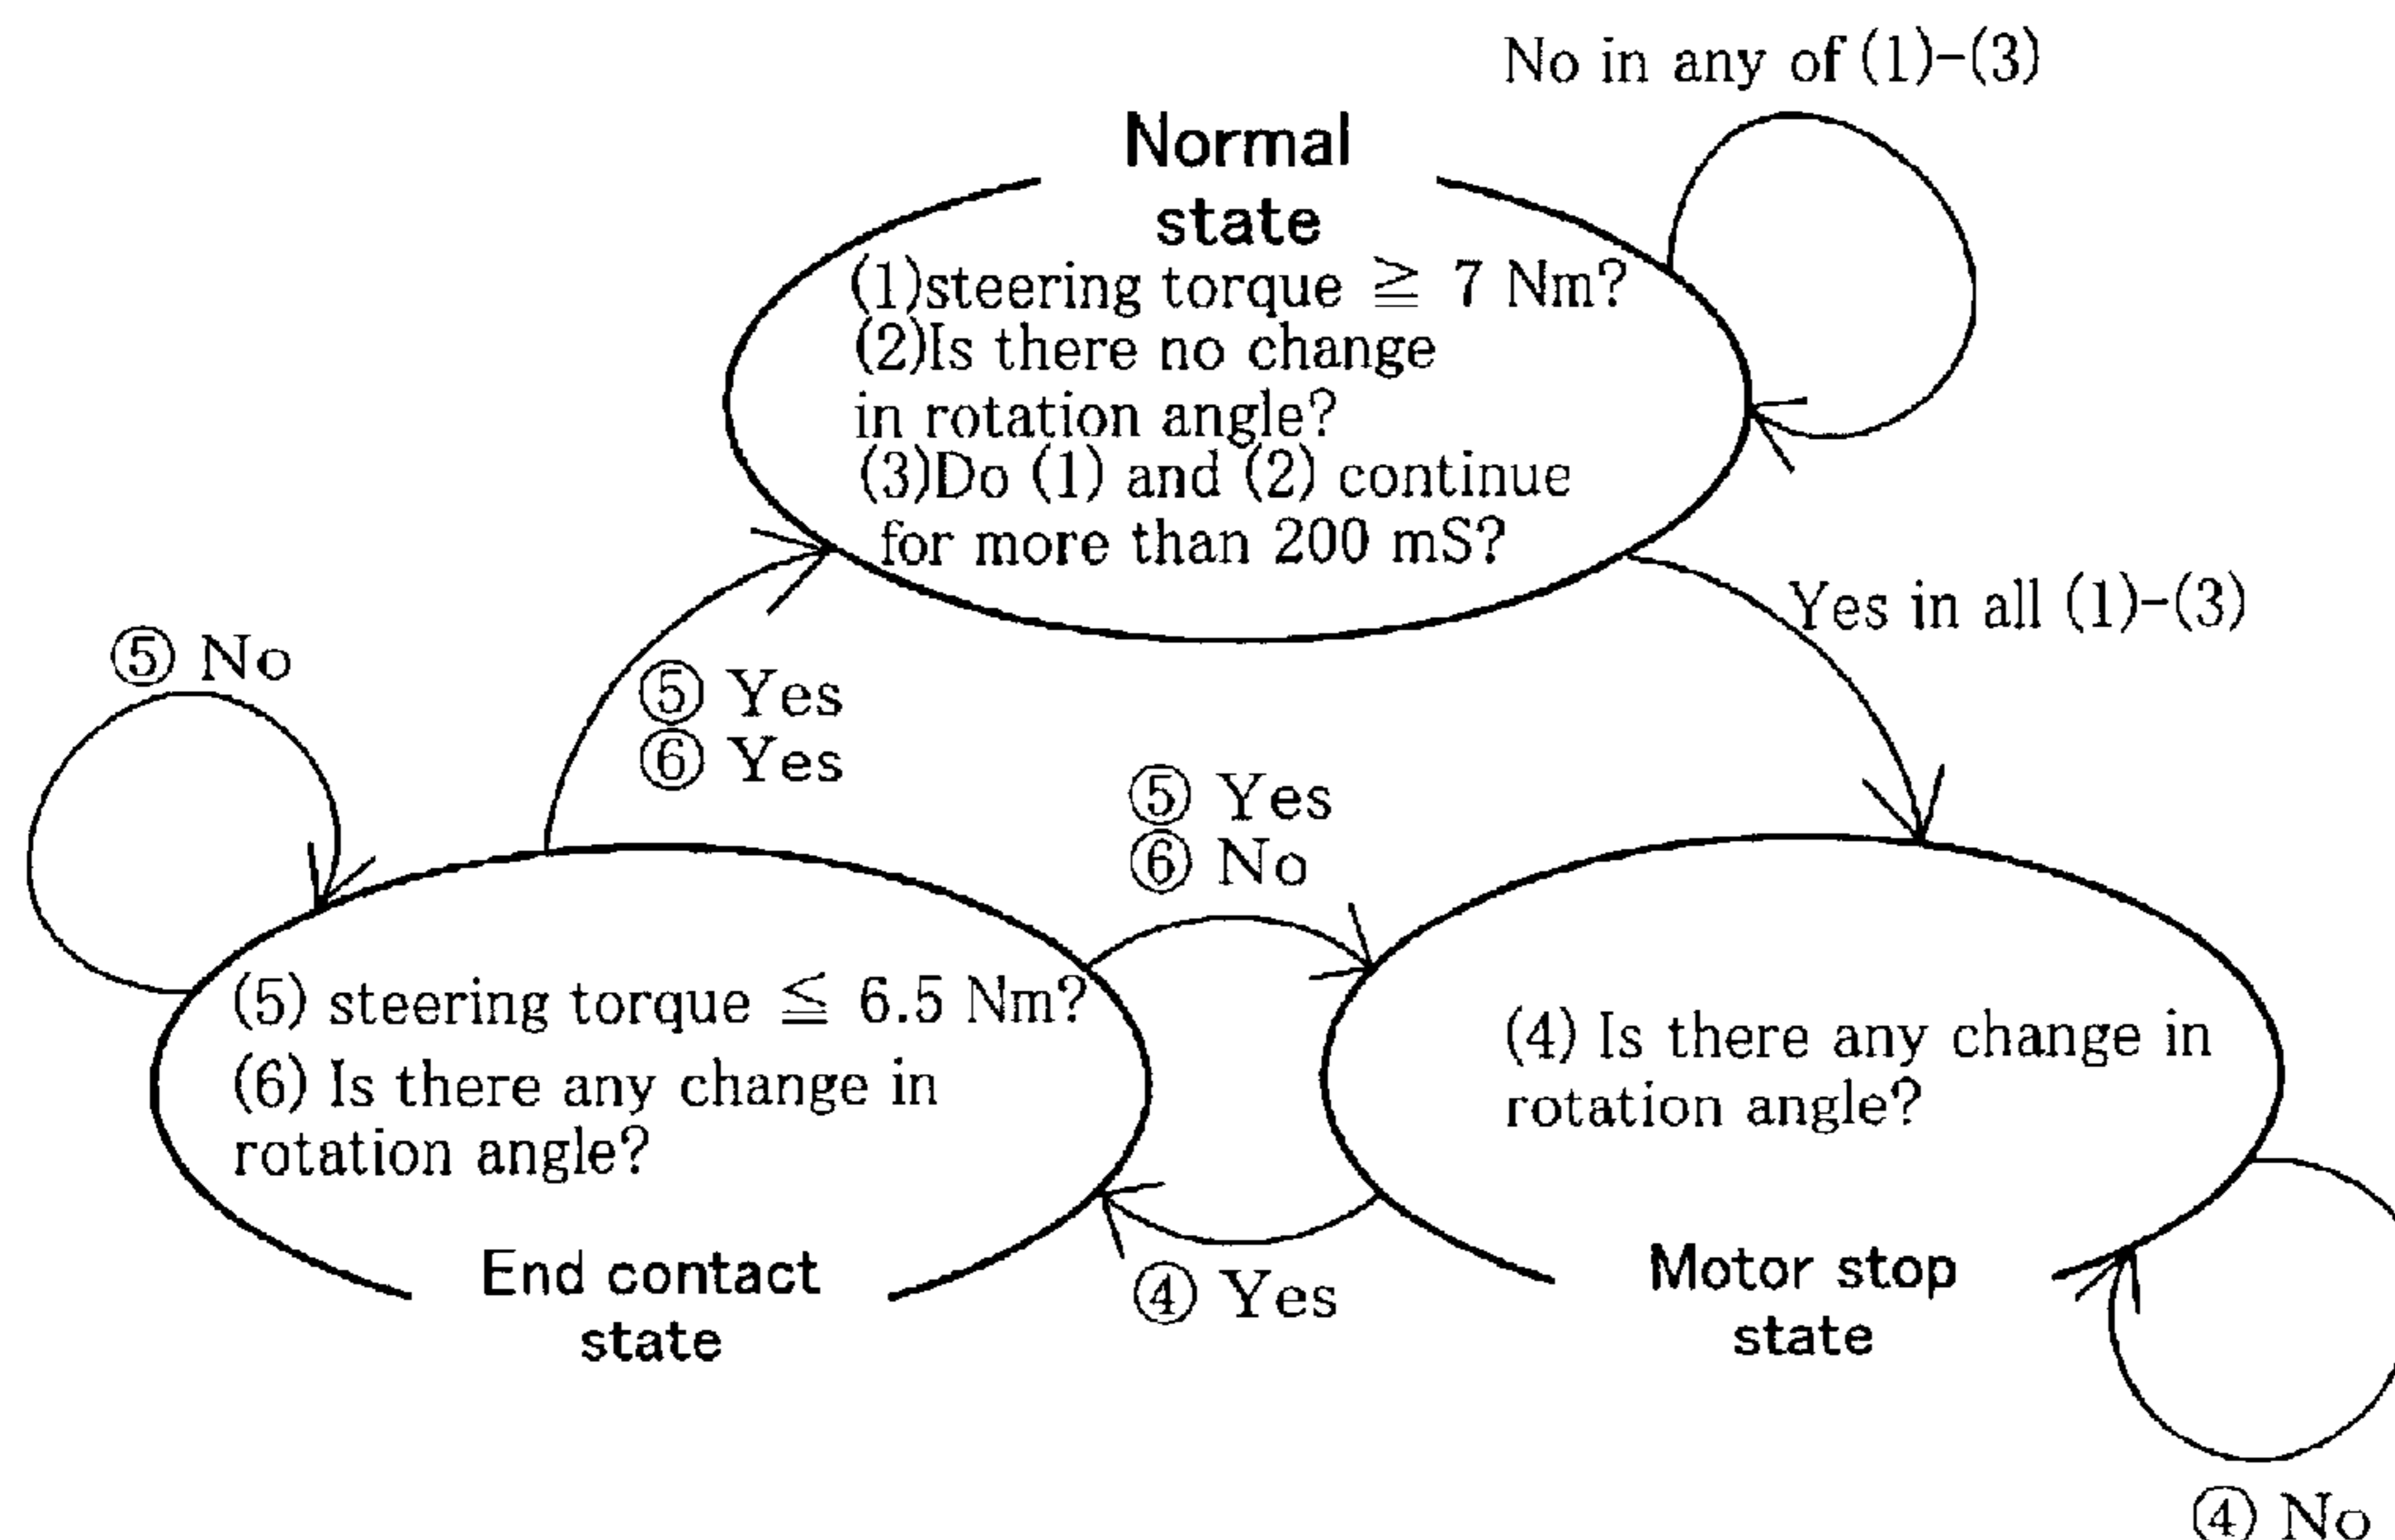 No in any of (1)-(3)
Normal
state
(1)steering torque ≧ 7 Nm?
(2)Is there no change
in rotation angle?
(3)Do (1) and (2) continue
for more than 200 mS?
Yes in all (1)-(3)
⑤ No
⑤ Yes
⑥ Yes
⑤ Yes
⑥ No
(5) steering torque ≦ 6.5 Nm?
(6) Is there any change in
rotation angle?
(4) Is there any change in
rotation angle?
End contact
state
④ Yes
Motor stop
state
④ No